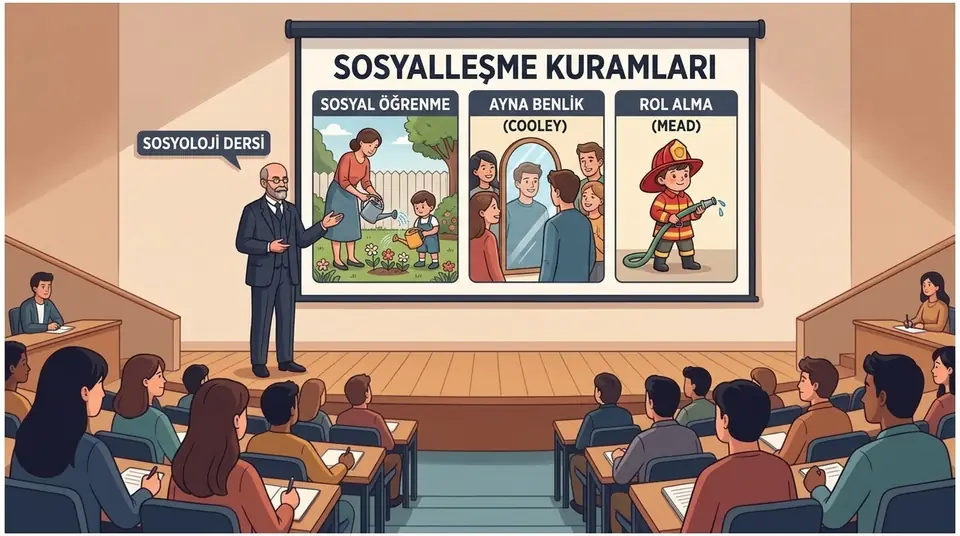 SOSYALLEŞME KURAMLARI
SOSYAL ÖĞRENME
AYNA BENLİK
(COOLEY)
ROL ALMA
(MEAD)
SOSYOLOJİ DERSİ